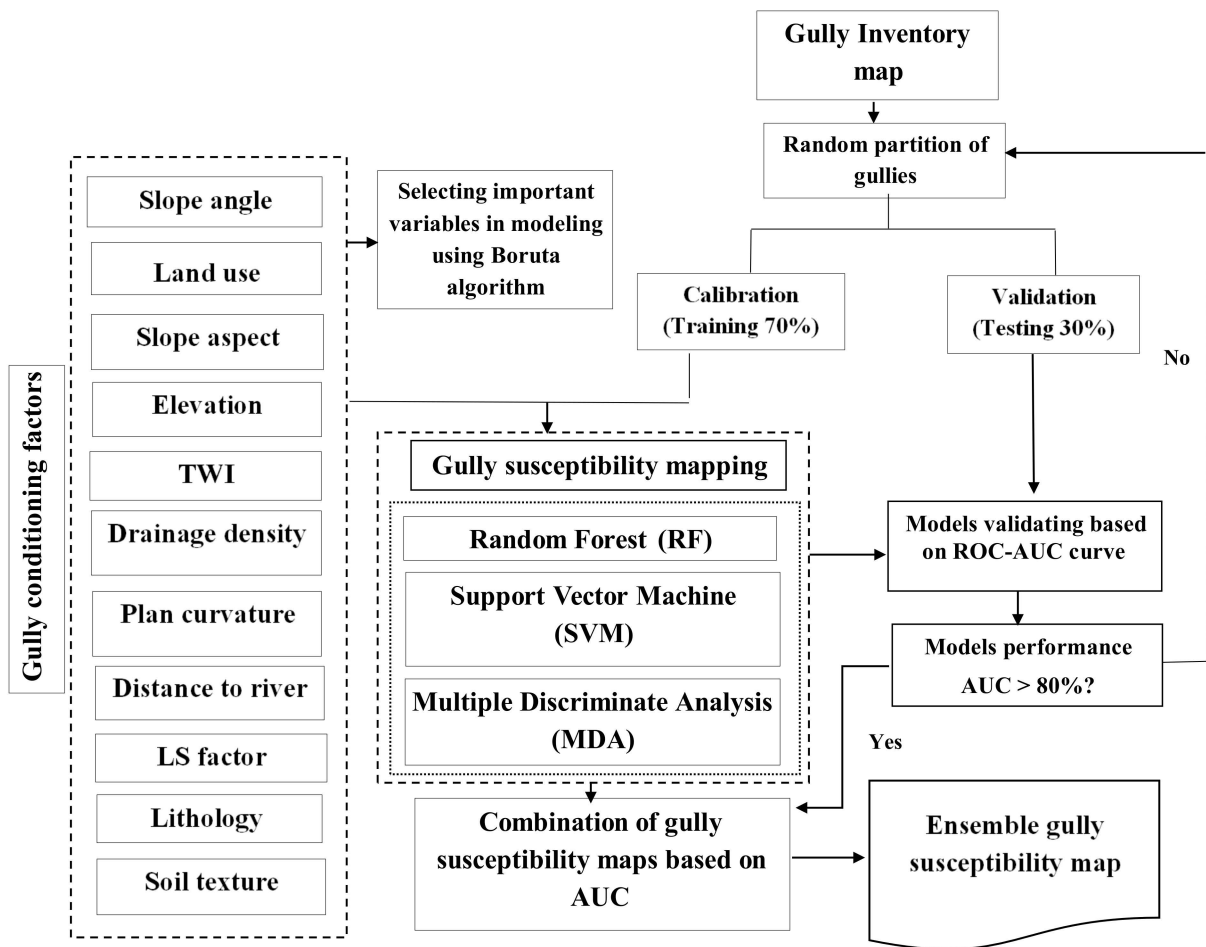 Gully Inventory
map
Random partition of
gullies
Calibration
(Training 70%)
Validation
(Testing 30%)
No
Gully conditioning factors
Slope angle
Land use
Slope aspect
Elevation
TWI
Drainage density
Plan curvature
Distance to river
LS factor
Lithology
Soil texture
Selecting important
variables in modeling
using Boruta
algorithm
Gully susceptibility mapping
Random Forest (RF)
Support Vector Machine
(SVM)
Multiple Discriminate Analysis
(MDA)
Models validating based
on ROC-AUC curve
Models performance
AUC > 80%?
Yes
Combination of gully
susceptibility maps based on
AUC
Ensemble gully
susceptibility map